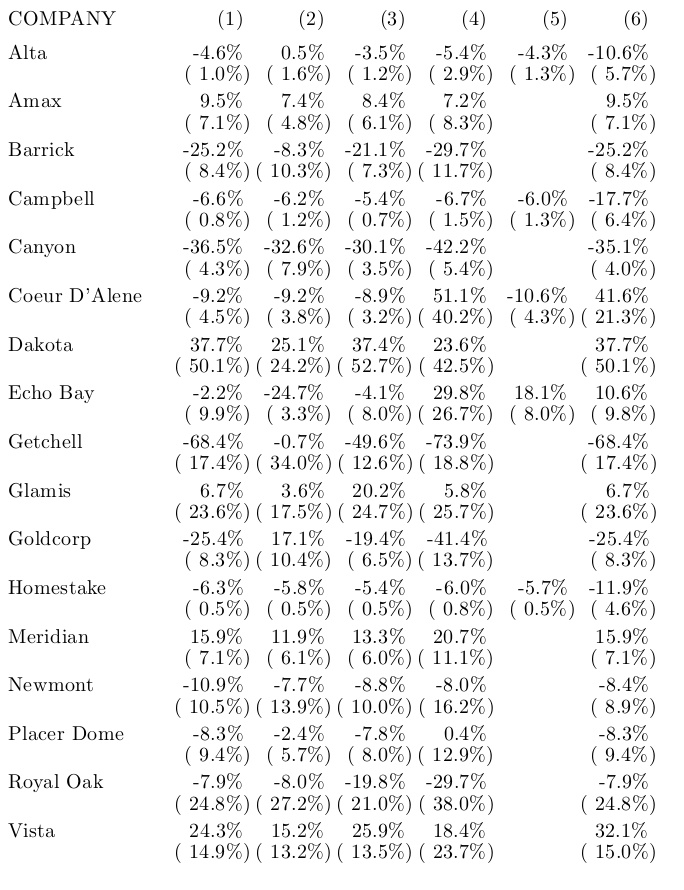 COMPANY (1) (2) (3) (4) (5) (6)
Alta -4.6% 0.5% -3.5% -5.4% -4.3% -10.6%
( 1.0%) ( 1.6%) ( 1.2%) ( 2.9%) ( 1.3%) ( 5.7%)
Amax 9.5% 7.4% 8.4% 7.2% 9.5%
( 7.1%) ( 4.8%) ( 6.1%) ( 8.3%) ( 7.1%)
Barrick -25.2% -8.3% -21.1% -29.7% -25.2%
( 8.4%) ( 10.3%) ( 7.3%) ( 11.7%) ( 8.4%)
Campbell -6.6% -6.2% -5.4% -6.7% -6.0% -17.7%
( 0.8%) ( 1.2%) ( 0.7%) ( 1.5%) ( 1.3%) ( 6.4%)
Canyon -36.5% -32.6% -30.1% -42.2% -35.1%
( 4.3%) ( 7.9%) ( 3.5%) ( 5.4%) ( 4.0%)
Coeur D'Alene -9.2% -9.2% -8.9% 51.1% -10.6% 41.6%
( 4.5%) ( 3.8%) ( 3.2%) ( 40.2%) ( 4.3%) ( 21.3%)
Dakota 37.7% 25.1% 37.4% 23.6% 37.7%
( 50.1%) ( 24.2%) ( 52.7%) ( 42.5%) ( 50.1%)
Echo Bay -2.2% -24.7% -4.1% 29.8% 18.1% 10.6%
( 9.9%) ( 3.3%) ( 8.0%) ( 26.7%) ( 8.0%) ( 9.8%)
Getchell -68.4% -0.7% -49.6% -73.9% -68.4%
( 17.4%) ( 34.0%) ( 12.6%) ( 18.8%) ( 17.4%)
Glamis 6.7% 3.6% 20.2% 5.8% 6.7%
( 23.6%) ( 17.5%) ( 24.7%) ( 25.7%) ( 23.6%)
Goldcorp -25.4% 17.1% -19.4% -41.4% -25.4%
( 8.3%) ( 10.4%) ( 6.5%) ( 13.7%) ( 8.3%)
Homestake -6.3% -5.8% -5.4% -6.0% -5.7% -11.9%
( 0.5%) ( 0.5%) ( 0.5%) ( 0.8%) ( 0.5%) ( 4.6%)
Meridian 15.9% 11.9% 13.3% 20.7% 15.9%
( 7.1%) ( 6.1%) ( 6.0%) ( 11.1%) ( 7.1%)
Newmont -10.9% -7.7% -8.8% -8.0% -8.4%
( 10.5%) ( 13.9%) ( 10.0%) ( 16.2%) ( 8.9%)
Placer Dome -8.3% -2.4% -7.8% 0.4% -8.3%
( 9.4%) ( 5.7%) ( 8.0%) ( 12.9%) ( 9.4%)
Royal Oak -7.9% -8.0% -19.8% -29.7% -7.9%
( 24.8%) ( 27.2%) ( 21.0%) ( 38.0%) ( 24.8%)
Vista 24.3% 15.2% 25.9% 18.4% 32.1%
( 14.9%) ( 13.2%) ( 13.5%) ( 23.7%) ( 15.0%)